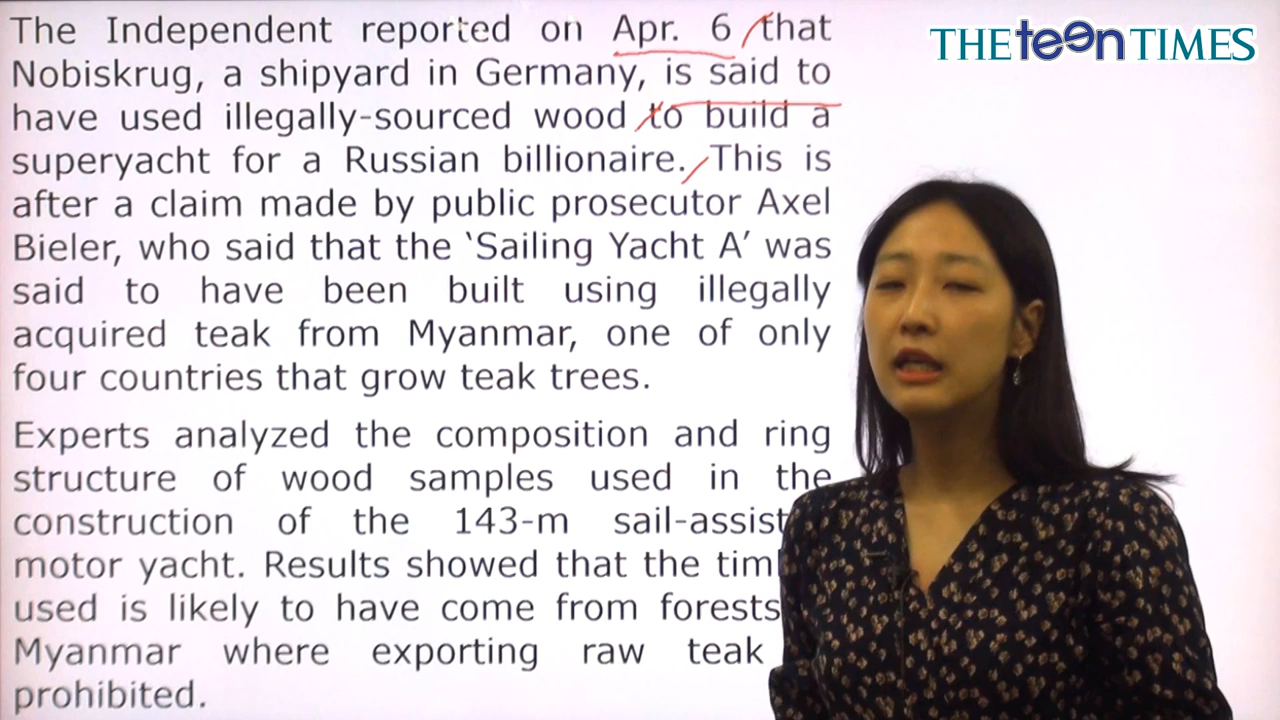 The Independent reported on Apr. 6 that
Nobiskrug, a shipyard in Germany, is said to
have used illegally-sourced wood to build a
superyacht for a Russian billionaire. This is
after a claim made by public prosecutor Axel
Bieler, who said that the ‘Sailing Yacht A’ was
said to have been built using illegally
acquired teak from Myanmar, one of only
four countries that grow teak trees.
Experts analyzed the composition and ring
structure of wood samples used in the
construction of the 143-m
motor yacht. Results showed that the
used is likely to have come from forests
Myanmar where exporting raw teak
prohibited.
THE teen TIMES